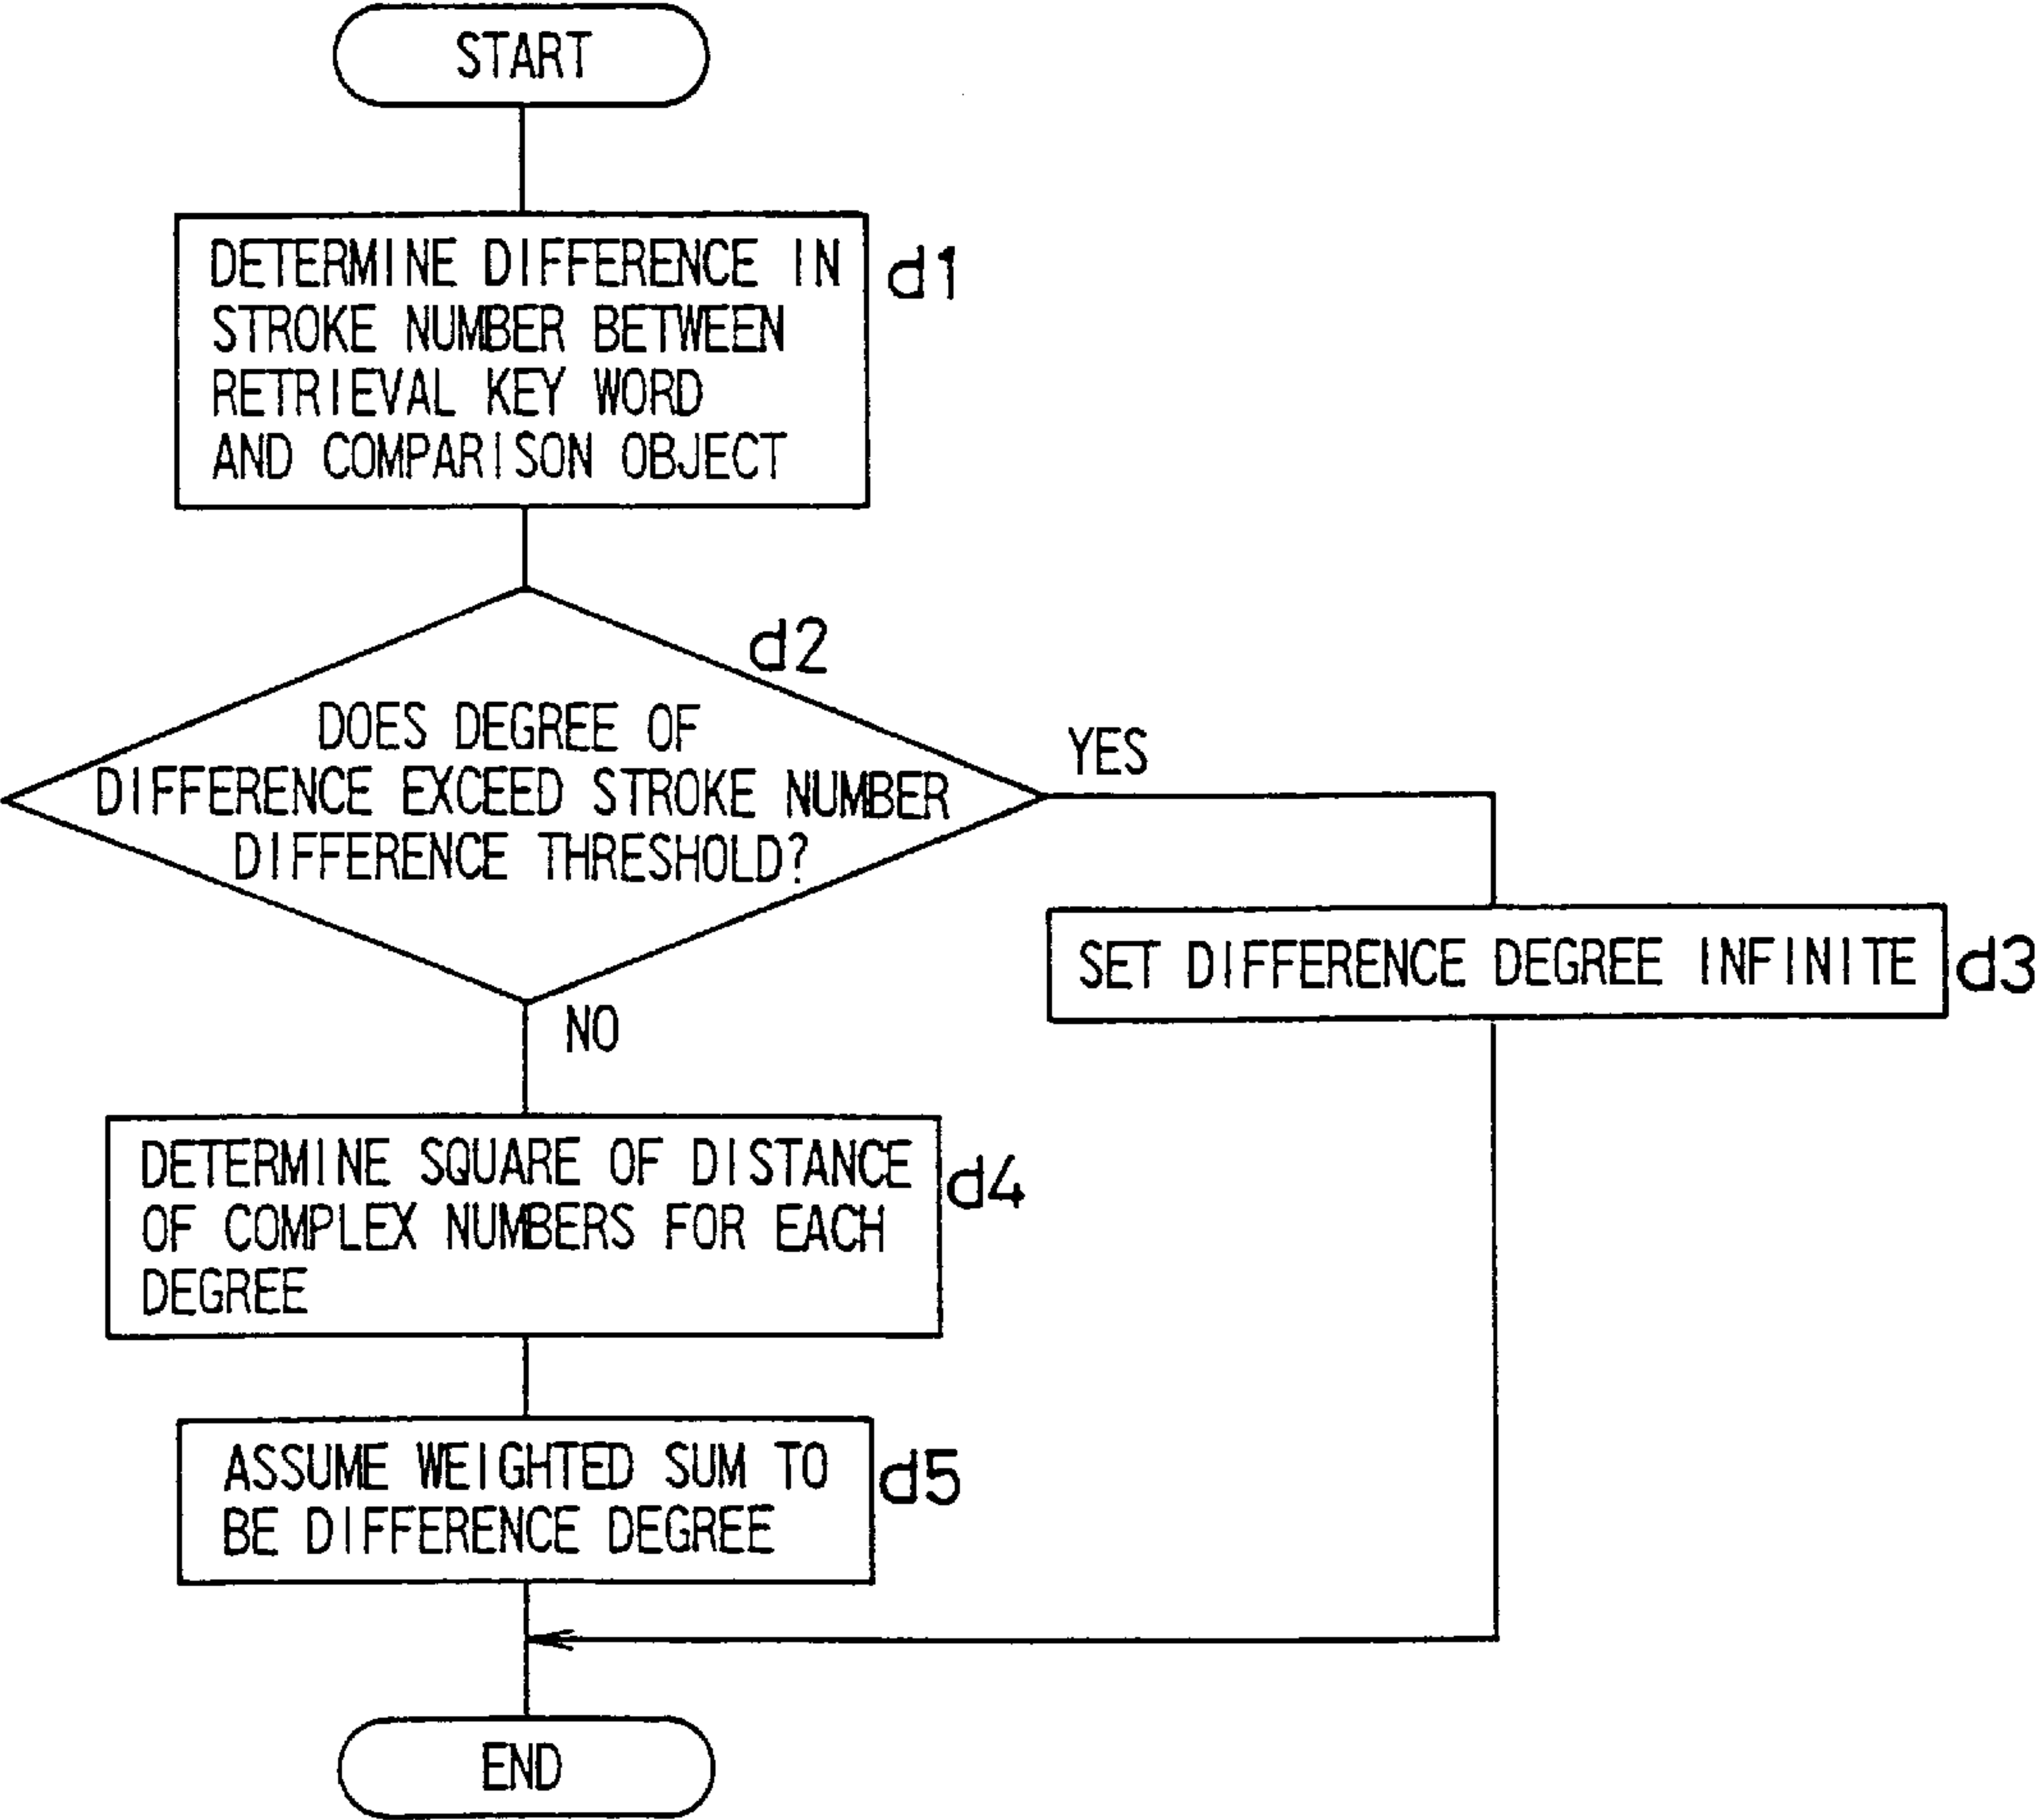 START
DETERMINE DIFFERENCE IN
STROKE NUMBER BETWEEN
RETRIEVAL KEY WORD
AND COMPARISON OBJECT
d1
d2
DOES DEGREE OF
DIFFERENCE EXCEED STROKE NUMBER
DIFFERENCE THRESHOLD?
YES
SET DIFFERENCE DEGREE INFINITE
d3
NO
DETERMINE SQUARE OF DISTANCE
OF COMPLEX NUMBERS FOR EACH
DEGREE
d4
ASSUME WEIGHTED SUM TO
BE DIFFERENCE DEGREE
d5
END